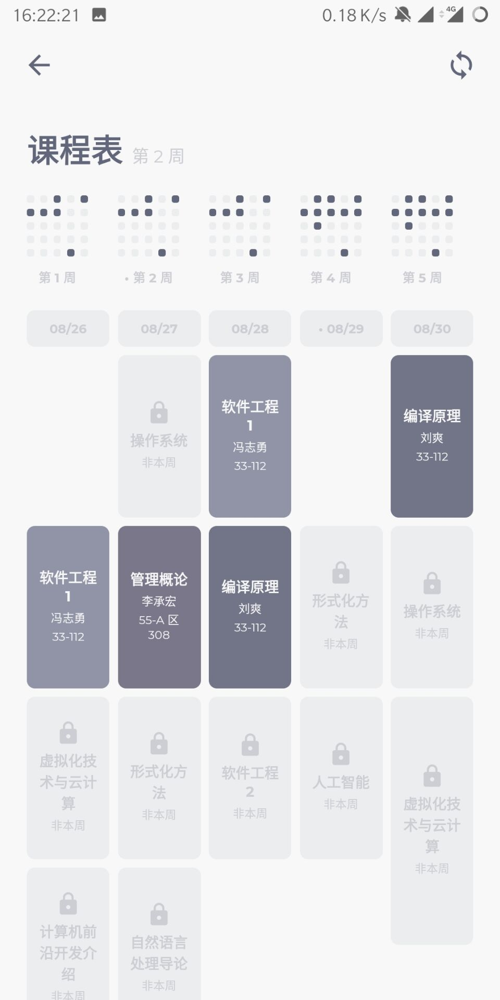 16:22:21
0.18 K/s
4G
课程表 第 2 周
第 1 周
• 第 2 周
第 3 周
第 4 周
第 5 周
08/26
08/27
08/28
• 08/29
08/30
操作系统
非本周
软件工程
1
冯志勇
33-112
编译原理
刘爽
33-112
软件工程
1
冯志勇
33-112
管理概论
李承宏
55-A 区
308
编译原理
刘爽
33-112
形式化方
法
非本周
操作系统
非本周
虚拟化技
术与云计
算
非本周
形式化方
法
非本周
软件工程
2
非本周
人工智能
非本周
虚拟化技
术与云计
算
非本周
计算机前
沿开发介
绍
非本周
自然语言
处理导论
非本周